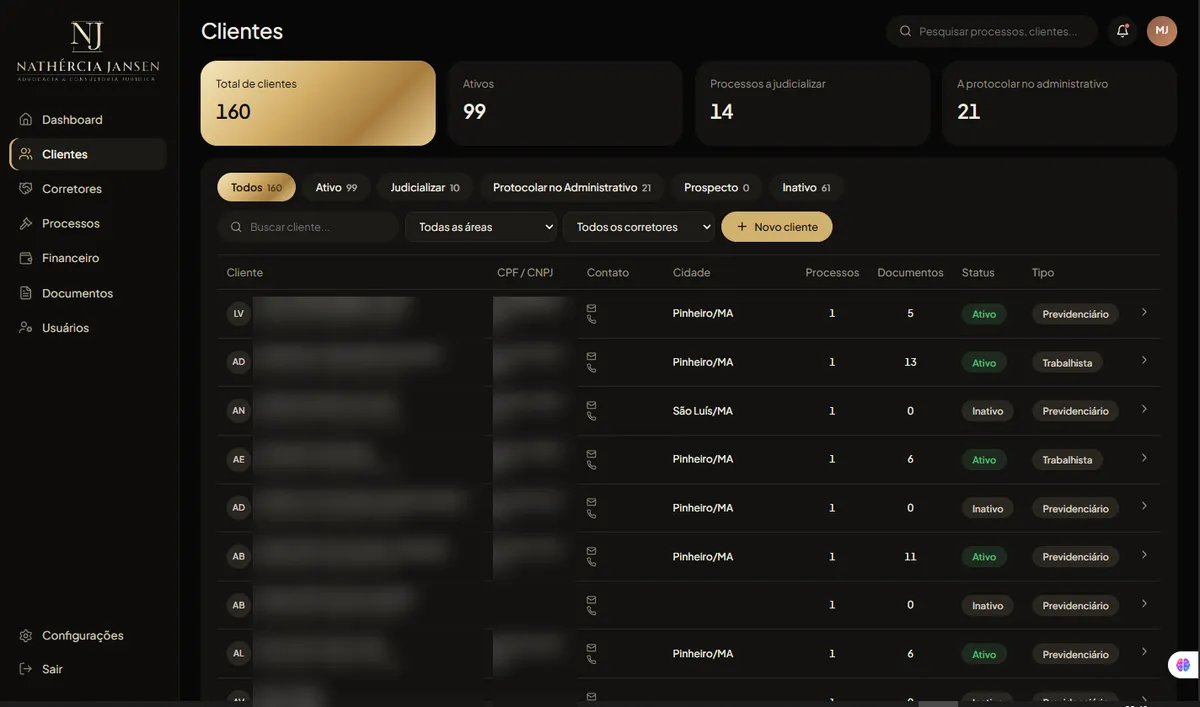 NJ
NATHÉRCIA JANSEN
ADVOCACIA & CONSULTORIA JURÍDICA
Dashboard
Clientes
Corretores
Processos
Financeiro
Documentos
Usuários
Configurações
Sair
Clientes
Pesquisar processos, clientes...
MJ
Total de clientes
160
Ativos
99
Processos a judicializar
14
A protocolar no administrativo
21
Todos 160 Ativo 99 Judicializar 10 Protocolar no Administrativo 21 Prospecto 0 Inativo 61
Buscar cliente... Todas as áreas Todos os corretores + Novo cliente
Cliente CPF / CNPJ Contato Cidade Processos Documentos Status Tipo
LV Pinheiro/MA 1 5 Ativo Previdenciário
AD Pinheiro/MA 1 13 Ativo Trabalhista
AN São Luís/MA 1 0 Inativo Previdenciário
AE Pinheiro/MA 1 6 Ativo Trabalhista
AD Pinheiro/MA 1 0 Inativo Previdenciário
AB Pinheiro/MA 1 11 Ativo Previdenciário
AB 1 0 Inativo Previdenciário
AL Pinheiro/MA 1 6 Ativo Previdenciário